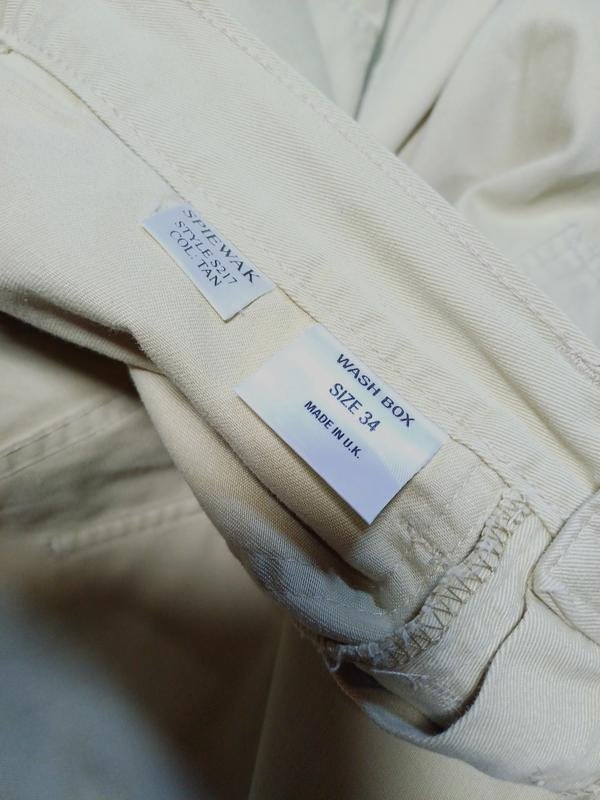 SPIEWAK
STYLE S217
COL: TAN
WASH BOX
SIZE 34
MADE IN U.K.